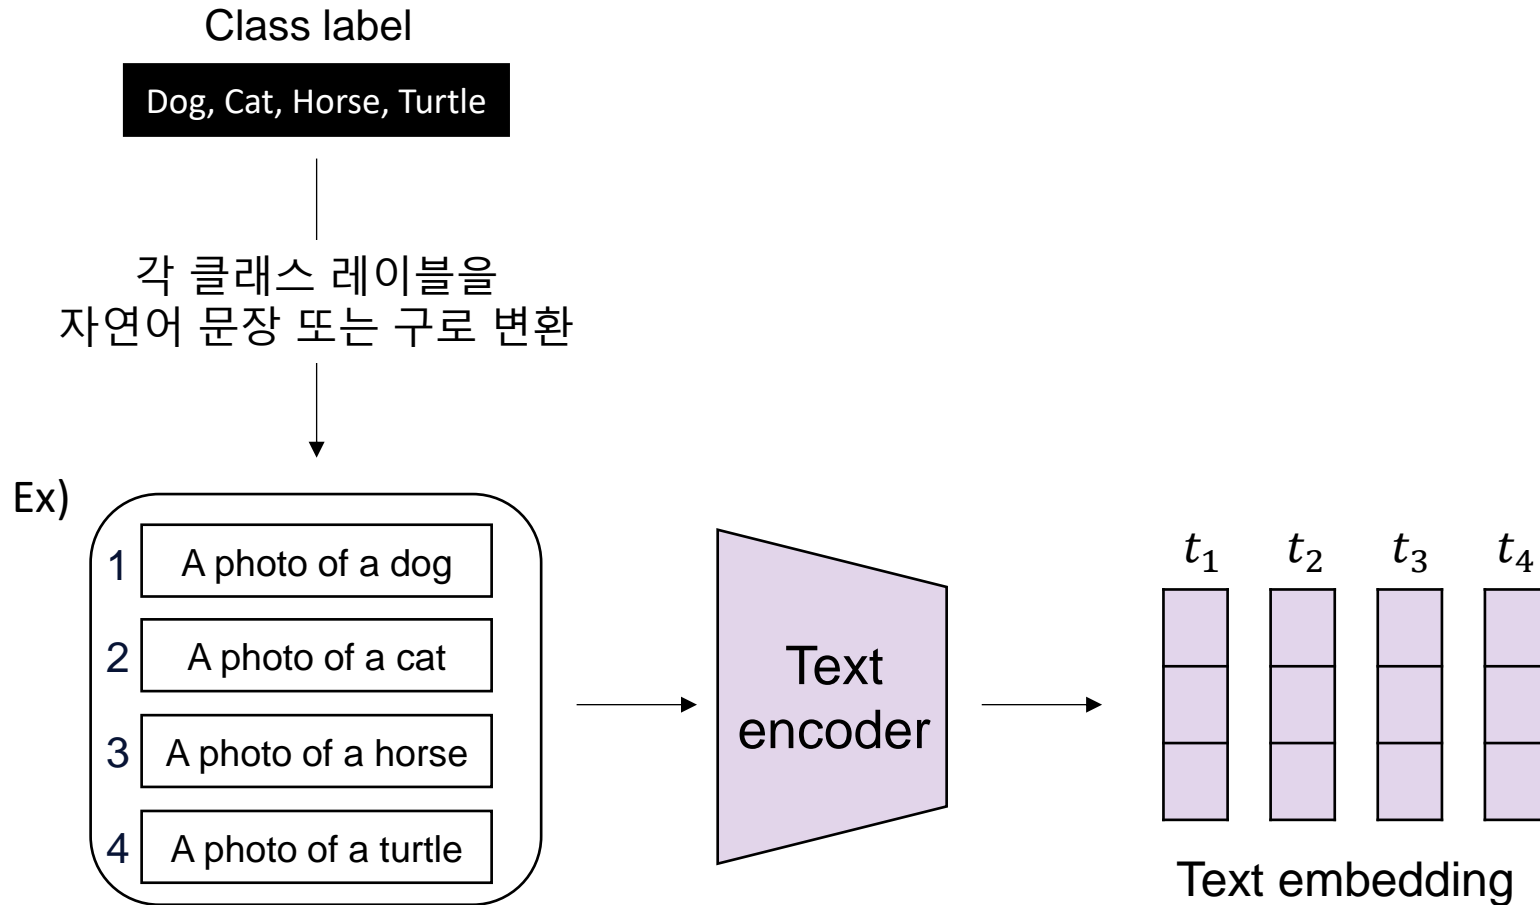 Class label
Dog, Cat, Horse, Turtle
각 클래스 레이블을
자연어 문장 또는 구로 변환
Ex)
1 A photo of a dog
2 A photo of a cat
3 A photo of a horse
4 A photo of a turtle
Text
encoder
t₁ t₂ t₃ t₄
Text embedding